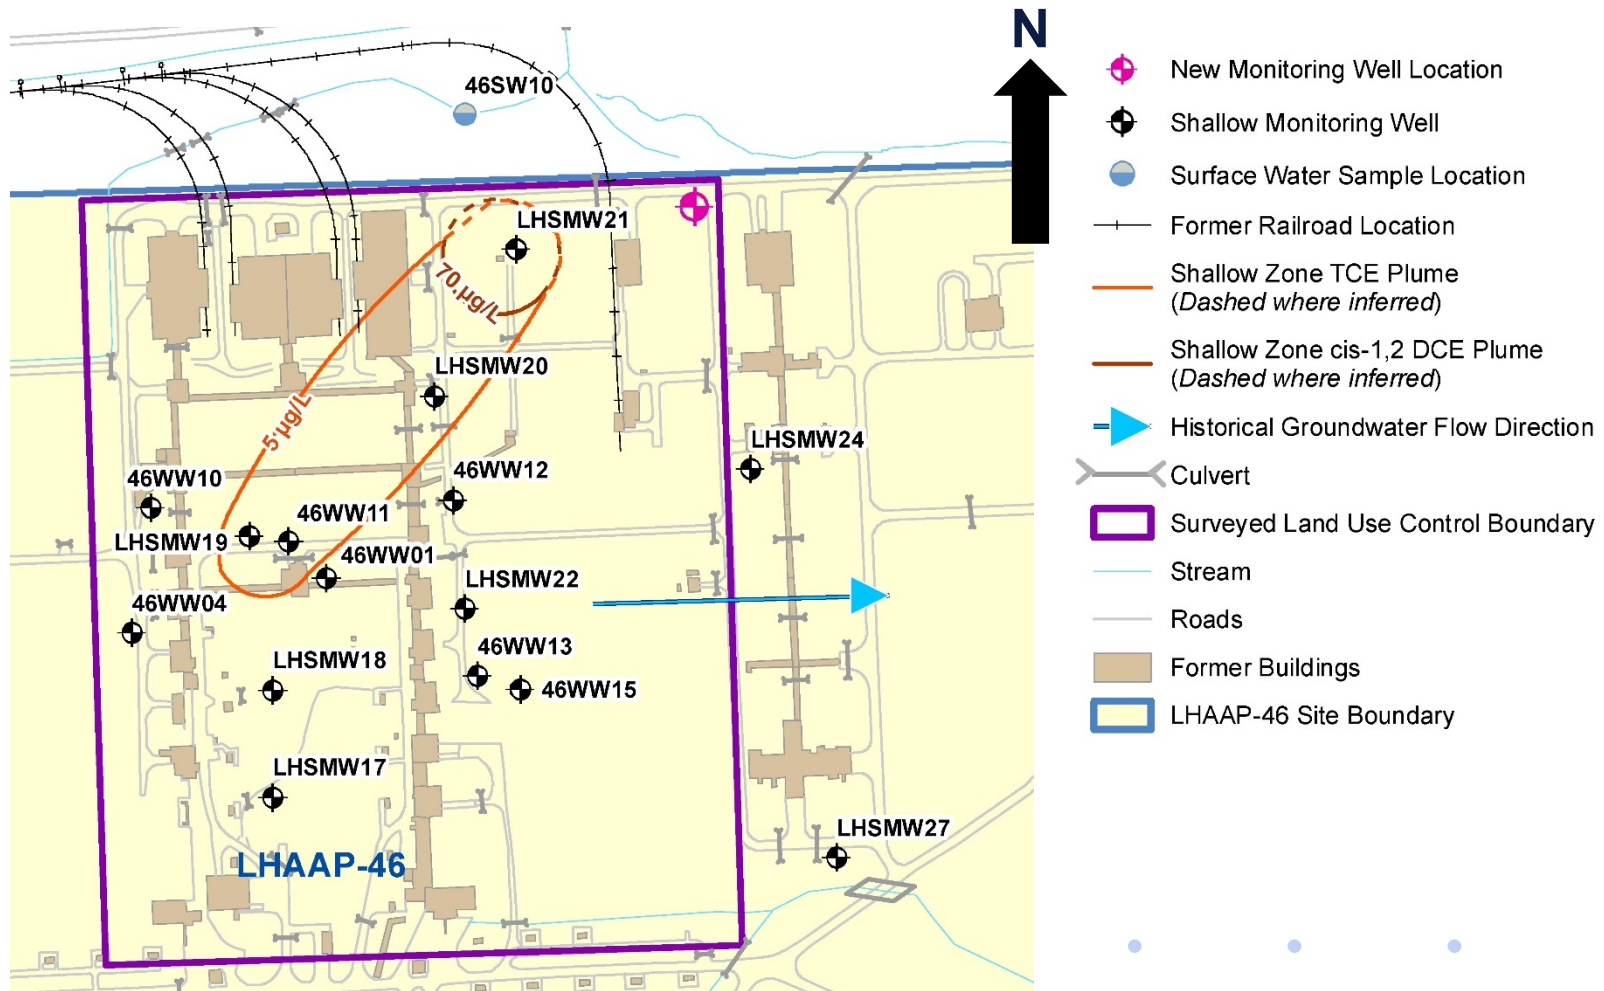 N
46SW10
LHSMW21
70 µg/L
LHSMW20
5 µg/L
LHSMW24
46WW10
46WW12
46WW11
LHSMW19
46WW01
LHSMW22
46WW04
46WW13
LHSMW18
46WW15
LHSMW17
LHSMW27
LHAAP-46
New Monitoring Well Location
Shallow Monitoring Well
Surface Water Sample Location
Former Railroad Location
Shallow Zone TCE Plume
(Dashed where inferred)
Shallow Zone cis-1,2 DCE Plume
(Dashed where inferred)
Historical Groundwater Flow Direction
Culvert
Surveyed Land Use Control Boundary
Stream
Roads
Former Buildings
LHAAP-46 Site Boundary